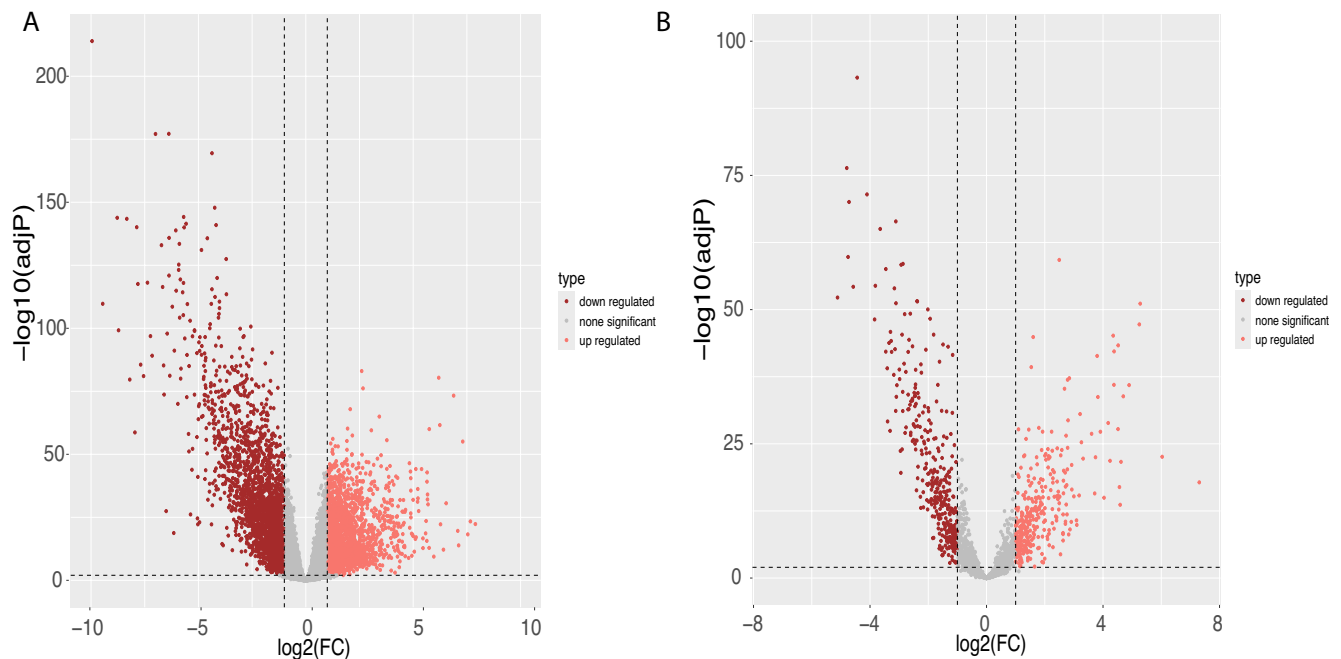 A
200
150
100
50
0
−log10(adjP)
−10
−5
0
5
10
log2(FC)
type
down regulated
none significant
up regulated
B
100
75
50
25
0
−log10(adjP)
−8
−4
0
4
8
log2(FC)
type
down regulated
none significant
up regulated